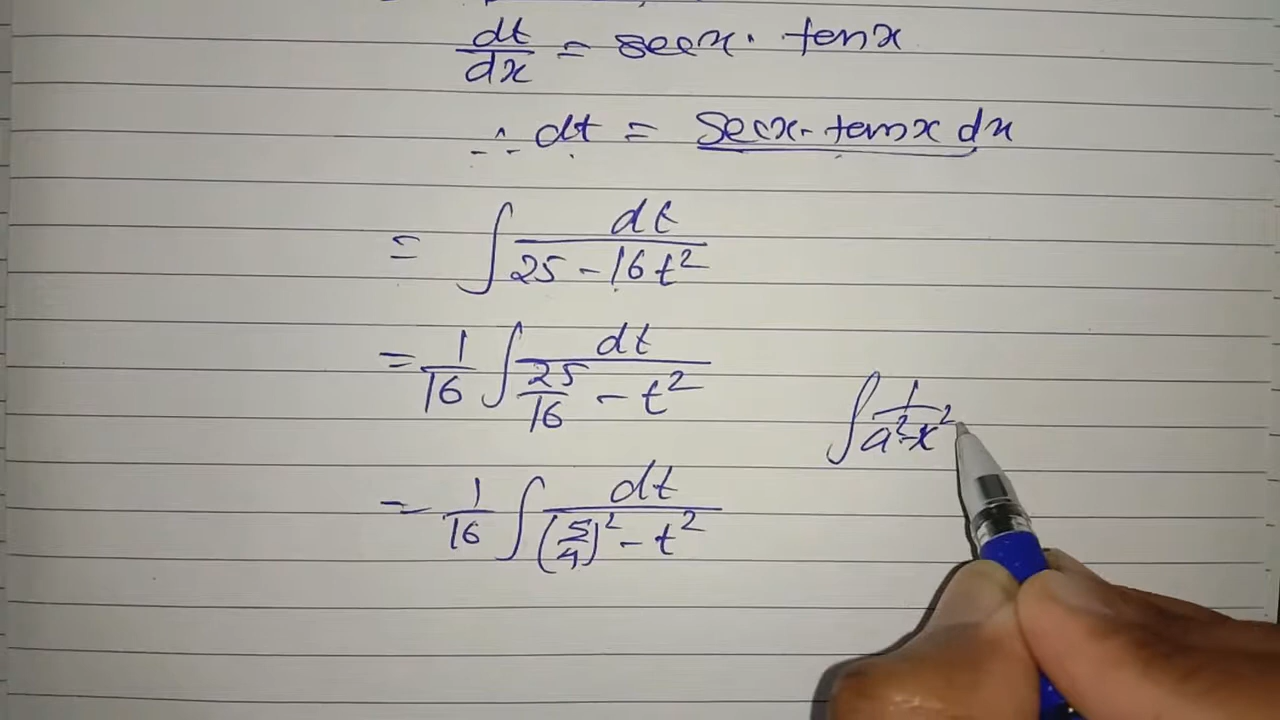 dt/dx = secx. tanx
∴ dt = secx. tanx dx
= ∫ dt/(25 - 16t²)
= 1/16 ∫ dt/(25/16 - t²)
∫ 1/(a²-x²)
= 1/16 ∫ dt/((5/4)² - t²)